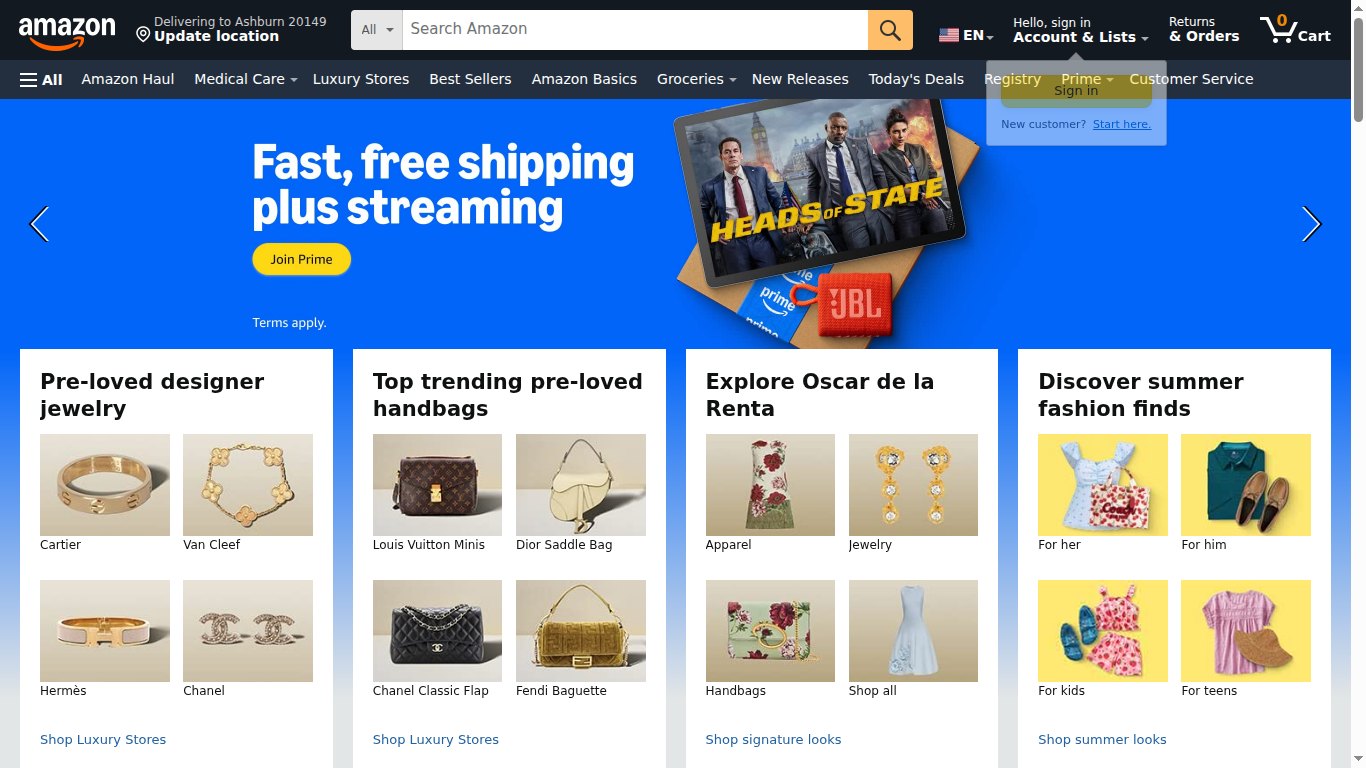 amazon
Delivering to Ashburn 20149
Update location
All
Search Amazon
EN
Hello, sign in
Account & Lists
Returns
& Orders
0
Cart
All
Amazon Haul
Medical Care
Luxury Stores
Best Sellers
Amazon Basics
Groceries
New Releases
Today's Deals
Registry
Prime
Customer Service
Sign in
New customer? Start here.
Fast, free shipping
plus streaming
Join Prime
Terms apply.
HEADS OF STATE
prime
prime
JBL
Pre-loved designer
jewelry
Cartier
Van Cleef
Hermès
Chanel
Shop Luxury Stores
Top trending pre-loved
handbags
Louis Vuitton Minis
Dior Saddle Bag
Chanel Classic Flap
Fendi Baguette
Shop Luxury Stores
Explore Oscar de la
Renta
Apparel
Jewelry
Handbags
Shop all
Shop signature looks
Discover summer
fashion finds
Coach
For her
For him
For kids
For teens
Shop summer looks